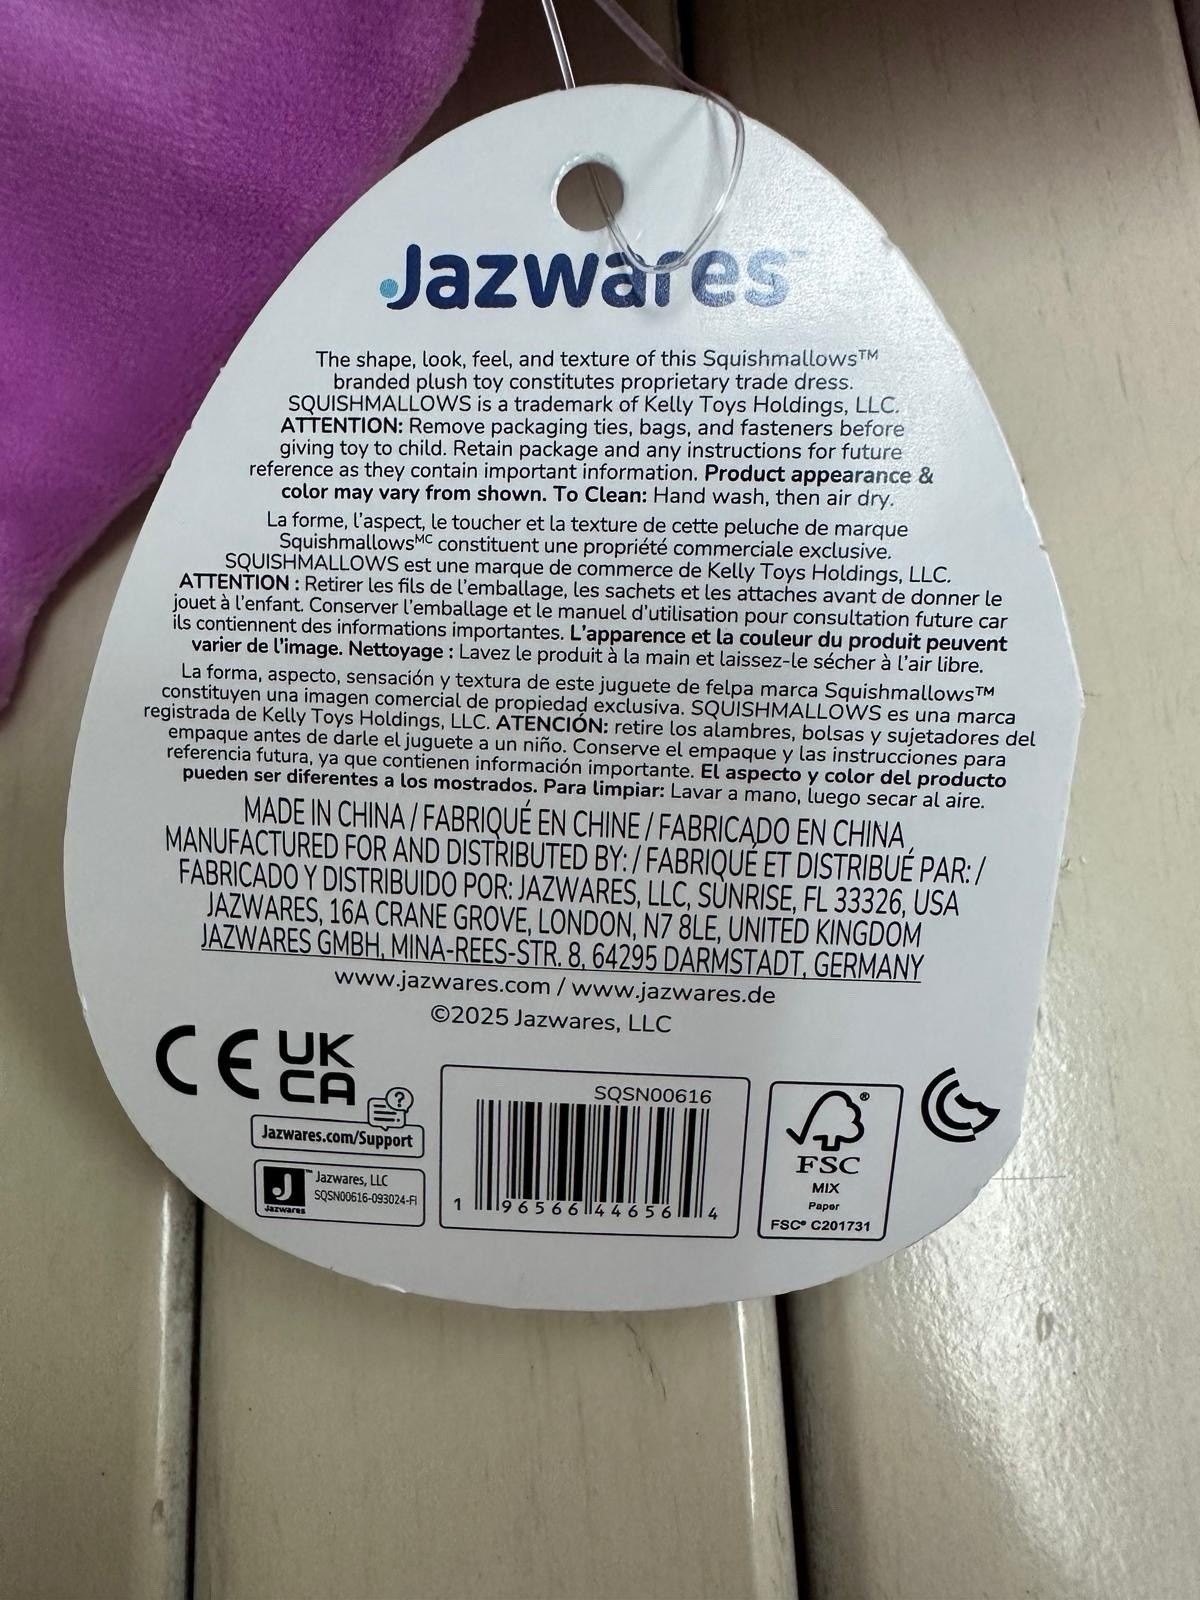 Jazwares™
The shape, look, feel, and texture of this Squishmallows™
branded plush toy constitutes proprietary trade dress.
SQUISHMALLOWS is a trademark of Kelly Toys Holdings, LLC.
ATTENTION: Remove packaging ties, bags, and fasteners before
giving toy to child. Retain package and any instructions for future
reference as they contain important information. Product appearance &
color may vary from shown. To Clean: Hand wash, then air dry.
La forme, l'aspect, le toucher et la texture de cette peluche de marque
Squishmallowsᴹᶜ constituent une propriété commerciale exclusive.
SQUISHMALLOWS est une marque de commerce de Kelly Toys Holdings, LLC.
ATTENTION : Retirer les fils de l'emballage, les sachets et les attaches avant de donner le
jouet à l'enfant. Conserver l'emballage et le manuel d'utilisation pour consultation future car
ils contiennent des informations importantes. L'apparence et la couleur du produit peuvent
varier de l'image. Nettoyage : Lavez le produit à la main et laissez-le sécher à l'air libre.
La forma, aspecto, sensación y textura de este juguete de felpa marca Squishmallows™
constituyen una imagen comercial de propiedad exclusiva. SQUISHMALLOWS es una marca
registrada de Kelly Toys Holdings, LLC. ATENCIÓN: retire los alambres, bolsas y sujetadores del
empaque antes de darle el juguete a un niño. Conserve el empaque y las instrucciones para
referencia futura, ya que contienen información importante. El aspecto y color del producto
pueden ser diferentes a los mostrados. Para limpiar: Lavar a mano, luego secar al aire.
MADE IN CHINA / FABRIQUÉ EN CHINE / FABRICADO EN CHINA
MANUFACTURED FOR AND DISTRIBUTED BY: / FABRIQUÉ ET DISTRIBUÉ PAR: /
FABRICADO Y DISTRIBUIDO POR: JAZWARES, LLC, SUNRISE, FL 33326, USA
JAZWARES, 16A CRANE GROVE, LONDON, N7 8LE, UNITED KINGDOM
JAZWARES GMBH, MINA-REES-STR. 8, 64295 DARMSTADT, GERMANY
www.jazwares.com / www.jazwares.de
©2025 Jazwares, LLC
CE UK
CA
?
Jazwares.com/Support
J™
Jazwares
Jazwares, LLC
SQSN00616-093024-FI
SQSN00616
1 96566 44656 4
®
FSC
MIX
Paper
FSC® C201731